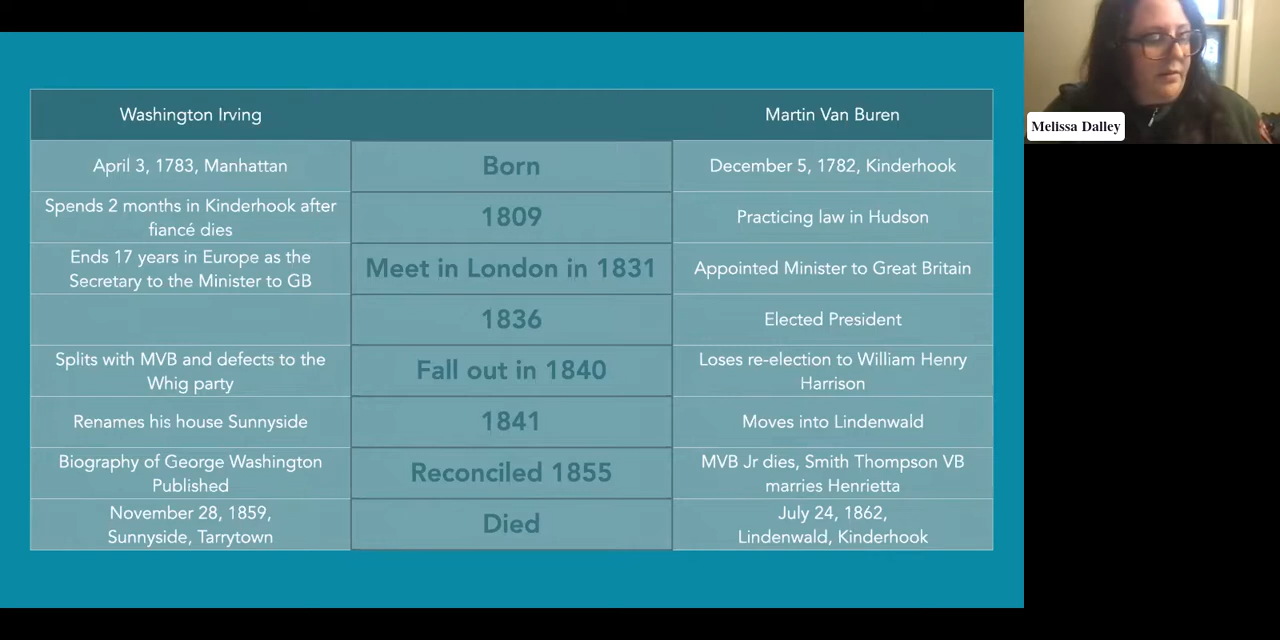 Washington Irving
Martin Van Buren
April 3, 1783, Manhattan
Born
December 5, 1782, Kinderhook
Spends 2 months in Kinderhook after
fiancé dies
1809
Practicing law in Hudson
Ends 17 years in Europe as the
Secretary to the Minister to GB
Meet in London in 1831
Appointed Minister to Great Britain
1836
Elected President
Splits with MVB and defects to the
Whig party
Fall out in 1840
Loses re-election to William Henry
Harrison
Renames his house Sunnyside
1841
Moves into Lindenwald
Biography of George Washington
Published
Reconciled 1855
MVB Jr dies, Smith Thompson VB
marries Henrietta
November 28, 1859,
Sunnyside, Tarrytown
Died
July 24, 1862,
Lindenwald, Kinderhook
Melissa Dalley